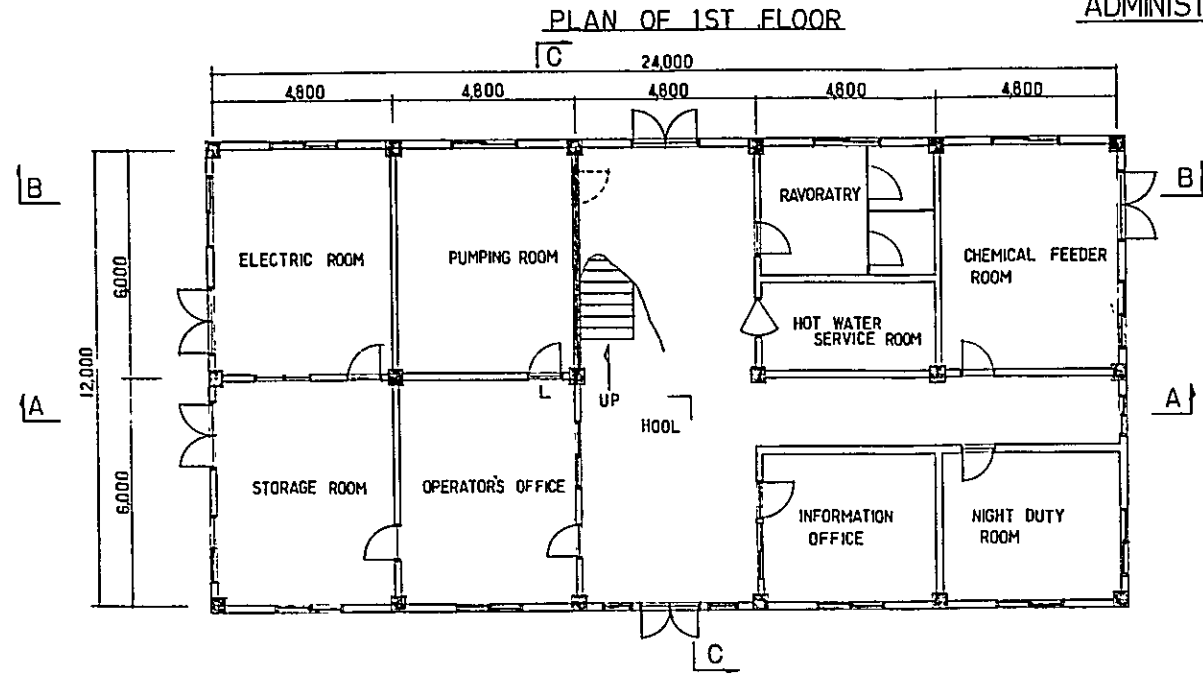 PLAN OF 1ST FLOOR
ADMINIST
C
24,000
4,800 4,800 4,800 4,800 4,800
B
B
RAVORATRY
ELECTRIC ROOM
PUMPING ROOM
CHEMICAL FEEDER
ROOM
6,000
HOT WATER
SERVICE ROOM
12,000
A
L
UP
HOOL
A
6,000
STORAGE ROOM
OPERATOR'S OFFICE
INFORMATION
OFFICE
NIGHT DUTY
ROOM
C